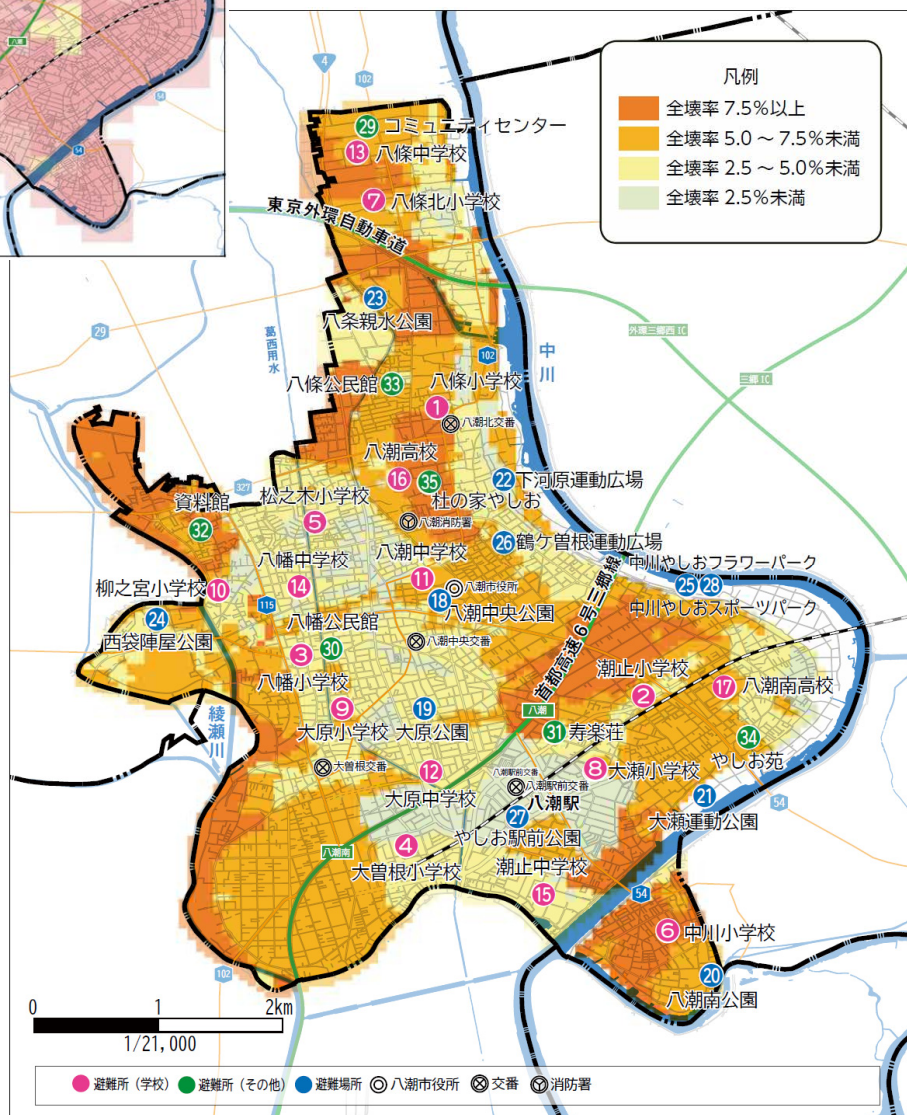 凡例
全壊率 7.5%以上
全壊率 5.0 ～ 7.5%未満
全壊率 2.5 ～ 5.0%未満
全壊率 2.5%未満
八潮
54
54
4
102
29 コミュニティセンター
13 八條中学校
7 八條北小学校
東京外環自動車道
23
八条親水公園
29
葛西用水
外環三郷西IC
三郷IC
中川
102
八條公民館 33
八條小学校
1
八潮北交番
八潮高校
16
35
杜の家やしお
22 下河原運動広場
327
松之木小学校
5
資料館
32
八潮消防署
26 鶴ケ曽根運動広場
八幡中学校
14
八潮中学校
11
八潮市役所
18
八潮中央公園
中川やしおフラワーパーク
25 28
中川やしおスポーツパーク
柳之宮小学校 10
115
24
西袋陣屋公園
八幡公民館
30
3
八幡小学校
八潮中央交番
首都高速6号三郷線
潮止小学校
2
17 八潮南高校
綾瀬川
9
大原小学校
19
大原公園
八潮
31 寿楽荘
34
やしお苑
大曽根交番
12
大原中学校
八潮駅前交番
八潮駅前交番
八潮駅
8 大瀬小学校
27
やしお駅前公園
21
大瀬運動公園
54
八潮南
4
大曽根小学校
潮止中学校
15
54
6 中川小学校
20
八潮南公園
102
0 1 2km
1/21,000
避難所（学校） 避難所（その他） 避難場所 八潮市役所 交番 消防署